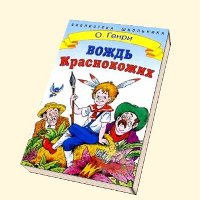 БИБЛИОТЕКА ШКОЛЬНИКА
О. Генри
ВОЖДЬ
Краснокожих